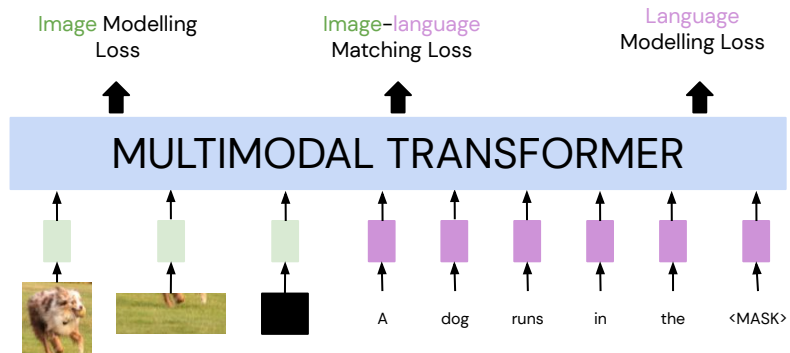 Image Modelling
Loss
Image-language
Matching Loss
Language
Modelling Loss
MULTIMODAL TRANSFORMER
A dog runs in the <MASK>